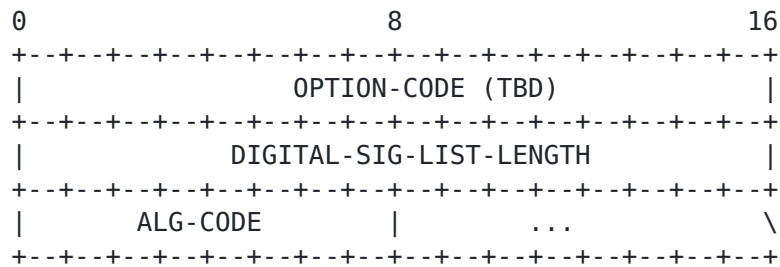 0                       8                      16
+--+--+--+--+--+--+--+--+--+--+--+--+--+--+--+--+
|                  OPTION-CODE (TBD)            |
+--+--+--+--+--+--+--+--+--+--+--+--+--+--+--+--+
|              DIGITAL-SIG-LIST-LENGTH          |
+--+--+--+--+--+--+--+--+--+--+--+--+--+--+--+--+
|       ALG-CODE        |        ...            \
+--+--+--+--+--+--+--+--+--+--+--+--+--+--+--+--+